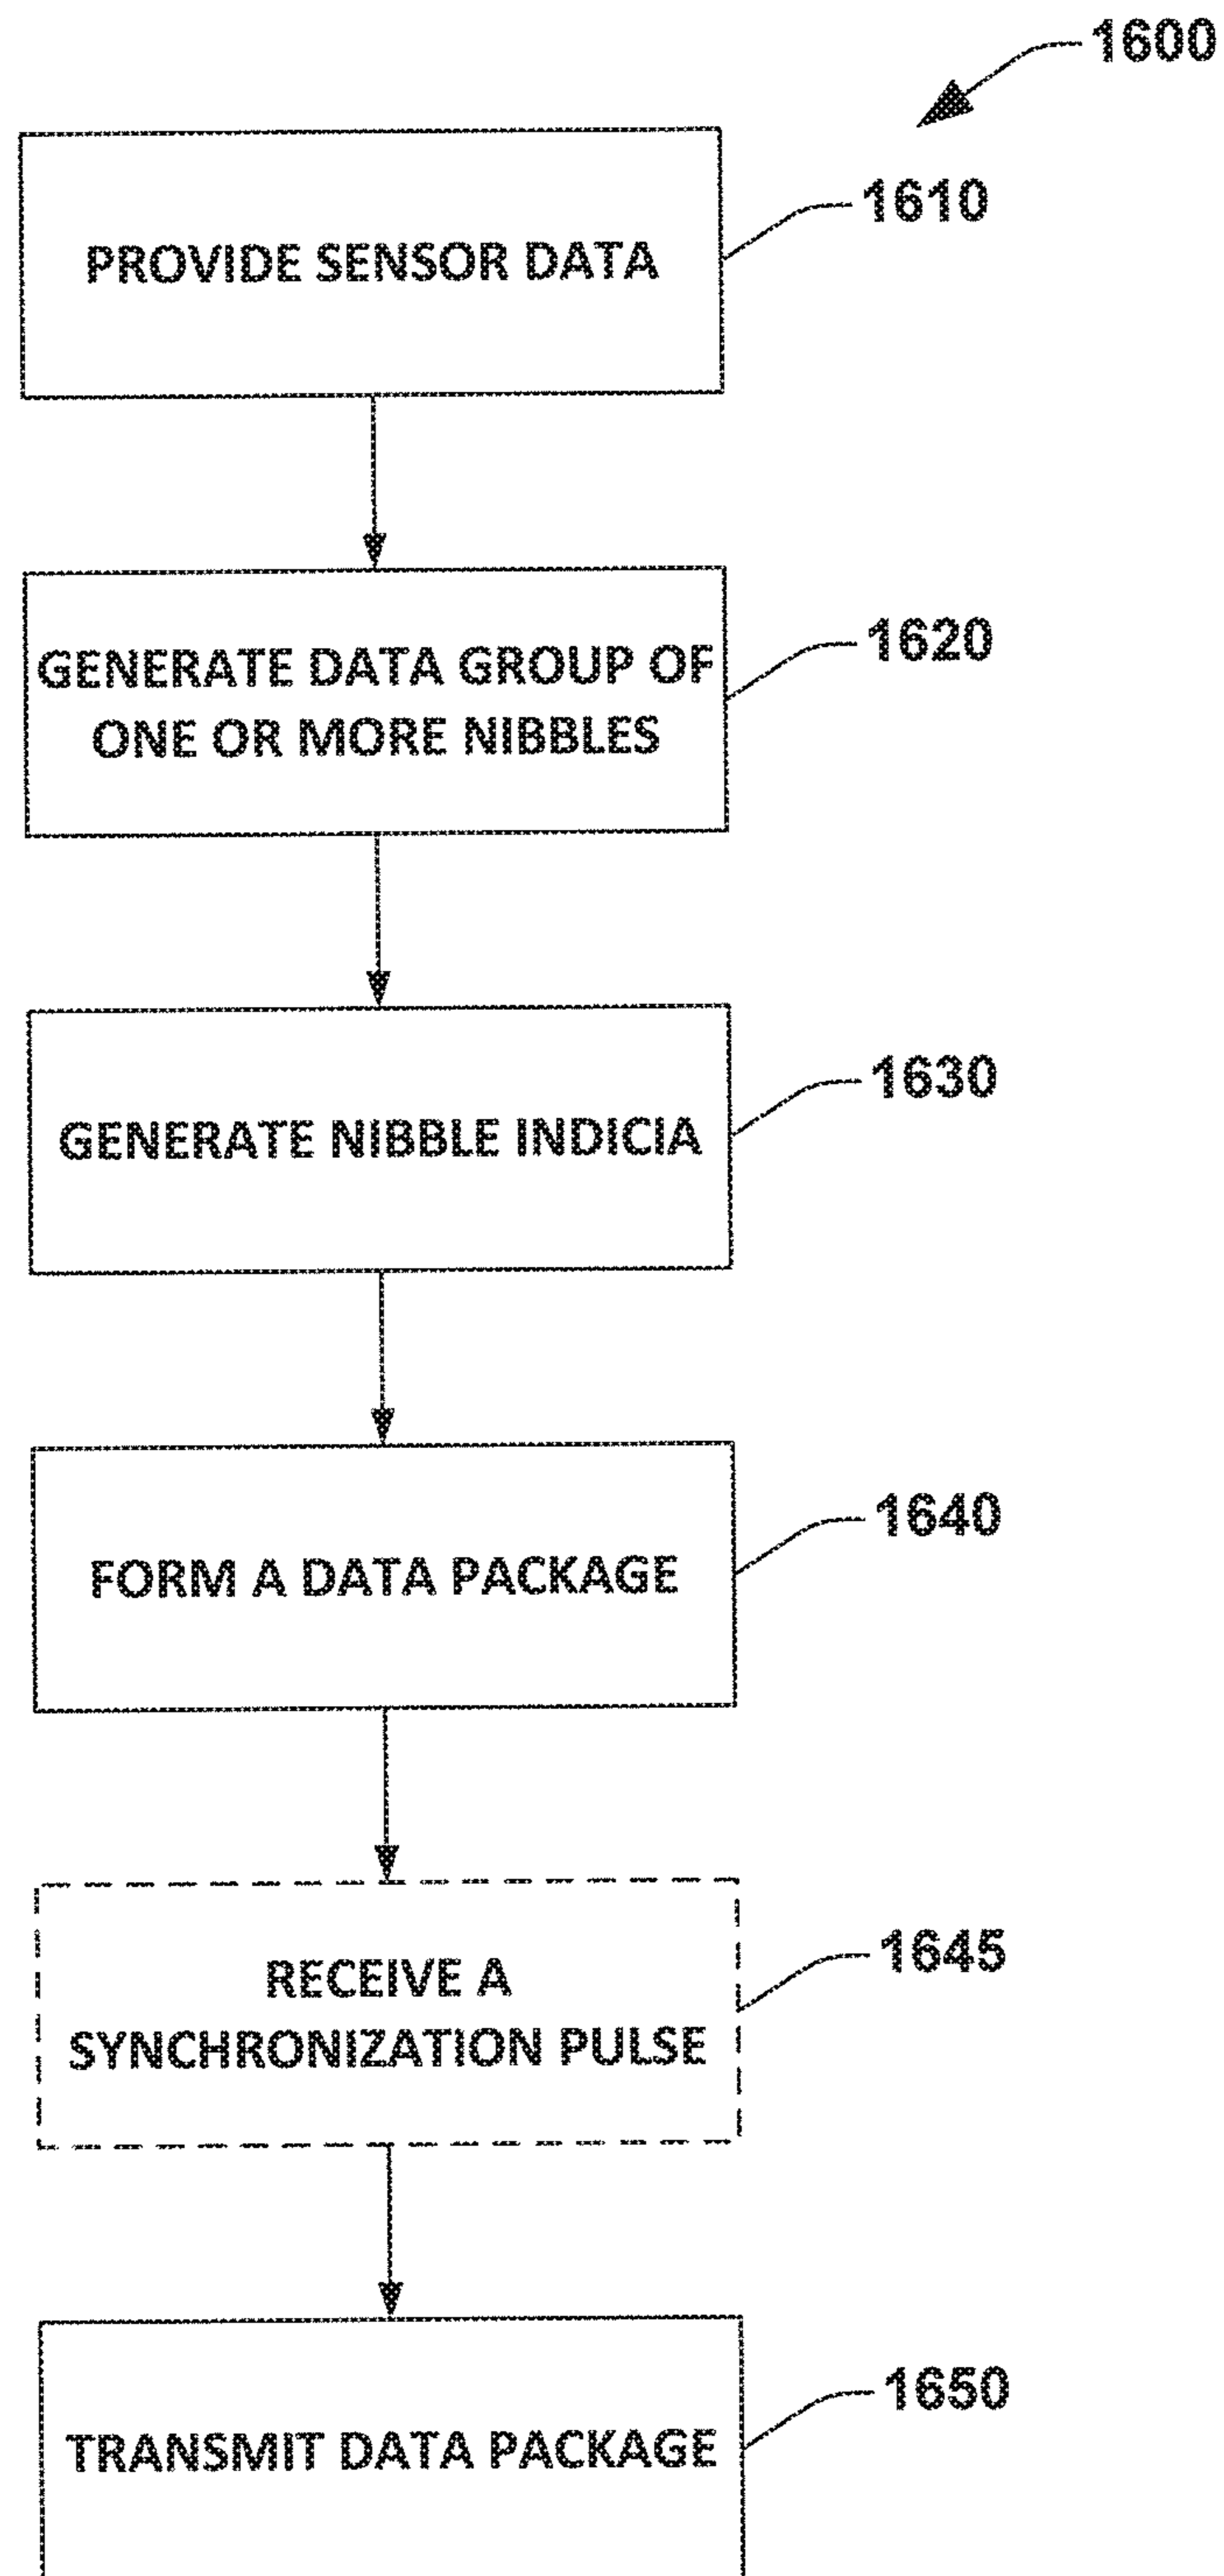 1600
PROVIDE SENSOR DATA
1610
GENERATE DATA GROUP OF
ONE OR MORE NIBBLES
1620
GENERATE NIBBLE INDICIA
1630
FORM A DATA PACKAGE
1640
RECEIVE A
SYNCHRONIZATION PULSE
1645
TRANSMIT DATA PACKAGE
1650